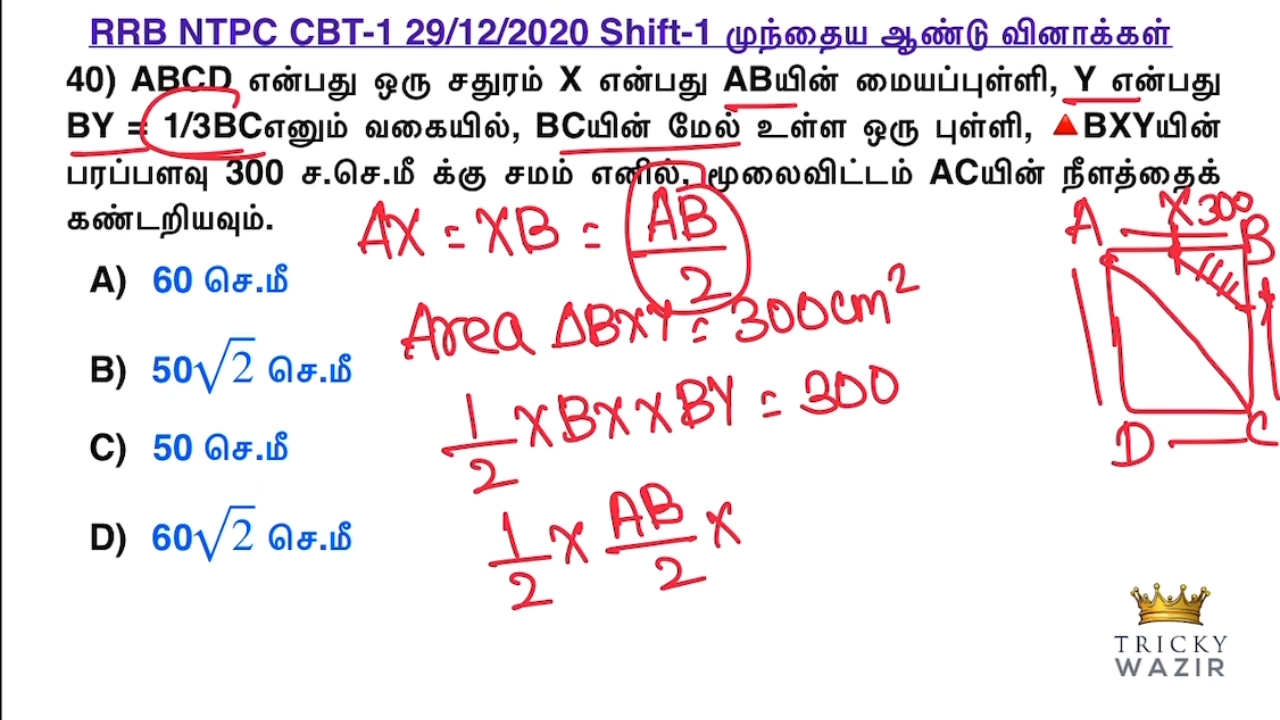 RRB NTPC CBT-1 29/12/2020 Shift-1 முந்தைய ஆண்டு வினாக்கள்
40) ABCD என்பது ஒரு சதுரம் X என்பது ABயின் மையப்புள்ளி, Y என்பது
BY = 1/3BCஎனும் வகையில், BCயின் மேல் உள்ள ஒரு புள்ளி, 🔺BXYயின்
பரப்பளவு 300 ச.செ.மீ க்கு சமம் எனில், மூலைவிட்டம் ACயின் நீளத்தைக்
கண்டறியவும்.
A) 60 செ.மீ
B) 50√2 செ.மீ
C) 50 செ.மீ
D) 60√2 செ.மீ
AX = XB = AB/2
Area ΔBXY = 300cm²
1/2 × BX × BY = 300
1/2 × AB/2 ×
A X 300 B
D C
TRICKY
WAZIR